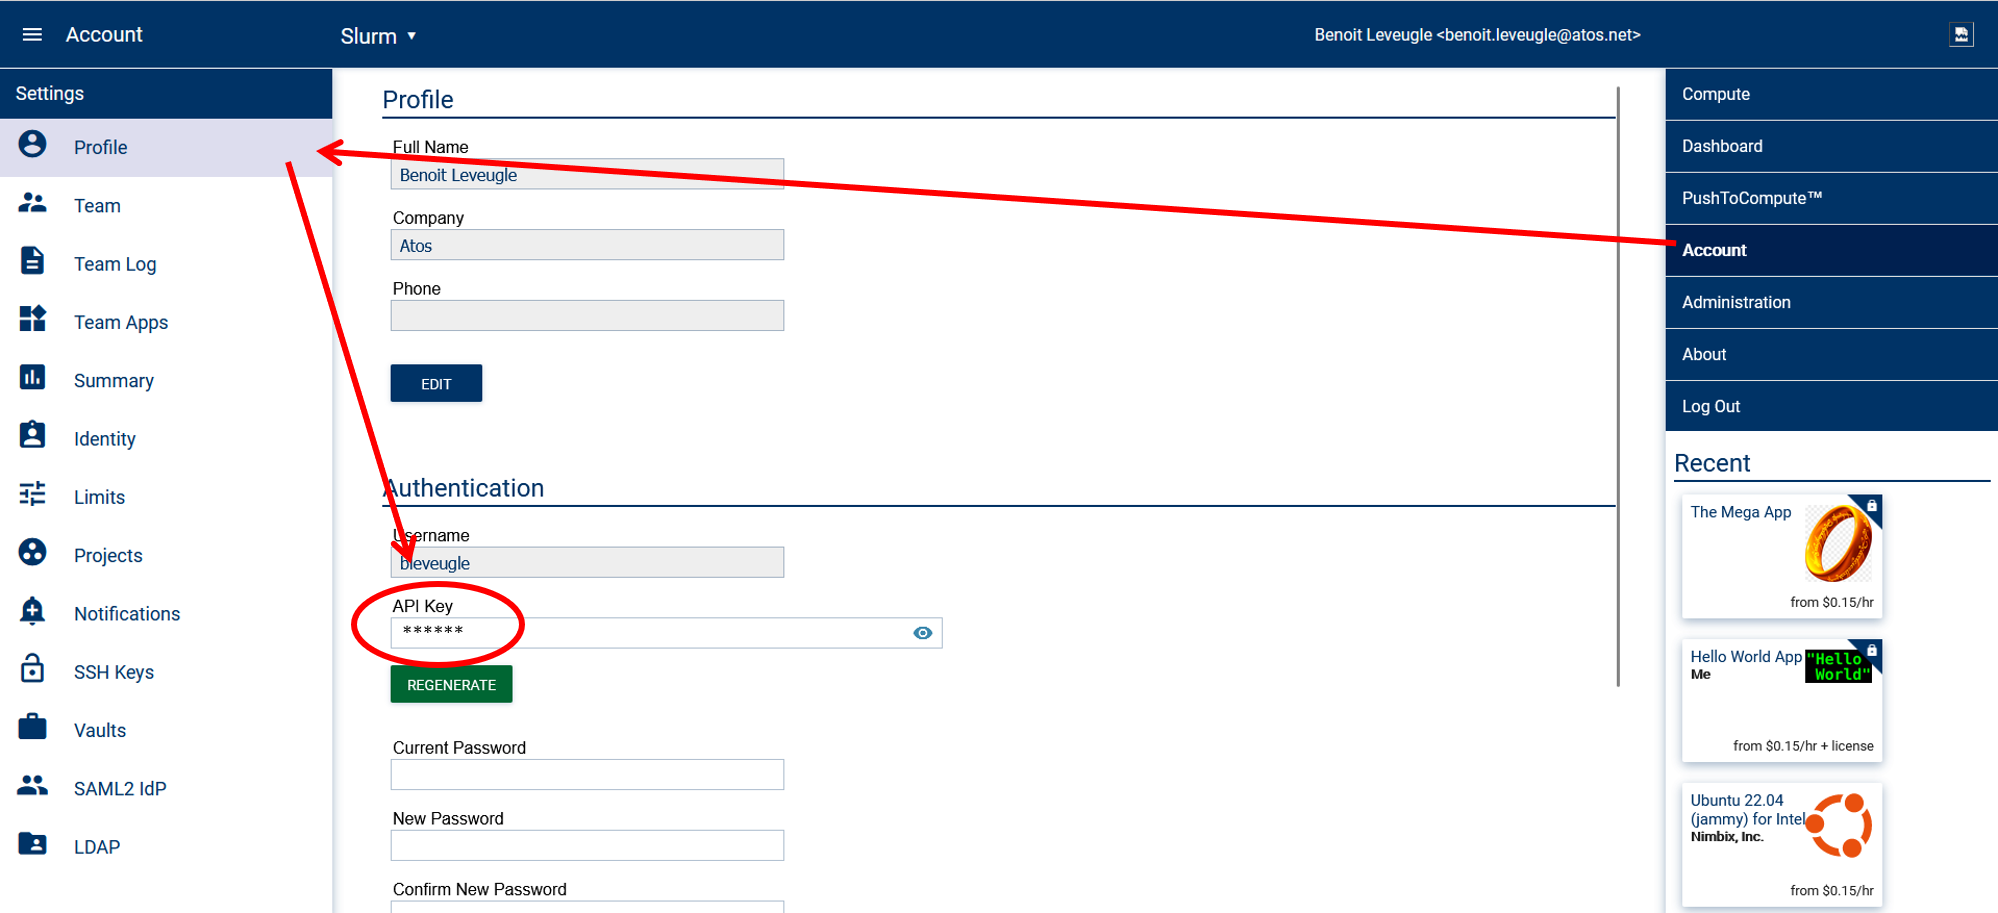 Account
Slurm ▼
Benoit Leveugle <benoit.leveugle@atos.net>
Settings
Profile
Team
Team Log
Team Apps
Summary
Identity
Limits
Projects
Notifications
SSH Keys
Vaults
SAML2 IdP
LDAP
Profile
Full Name
Benoit Leveugle
Company
Atos
Phone
EDIT
Authentication
Username
bleveugle
API Key
******
REGENERATE
Current Password
New Password
Confirm New Password
Compute
Dashboard
PushToCompute™
Account
Administration
About
Log Out
Recent
The Mega App
from $0.15/hr
Hello World App
Me
"Hello
World"
from $0.15/hr + license
Ubuntu 22.04
(jammy) for Intel
Nimbix, Inc.
from $0.15/hr